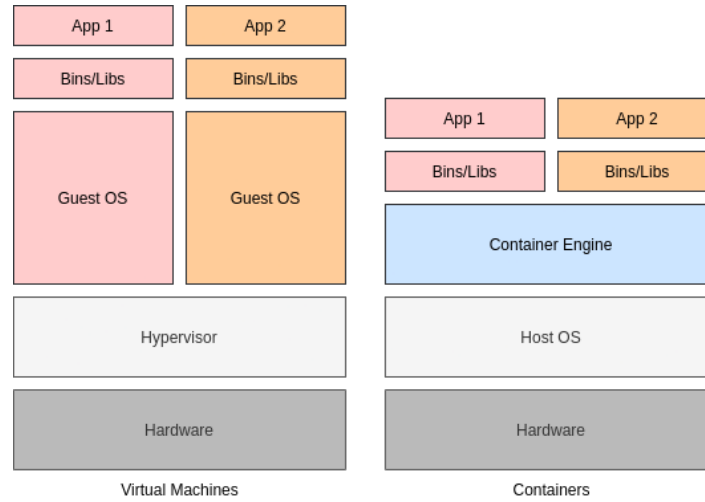 App 1
App 2
Bins/Libs
Bins/Libs
Guest OS
Guest OS
Hypervisor
Hardware
Virtual Machines
App 1
App 2
Bins/Libs
Bins/Libs
Container Engine
Host OS
Hardware
Containers